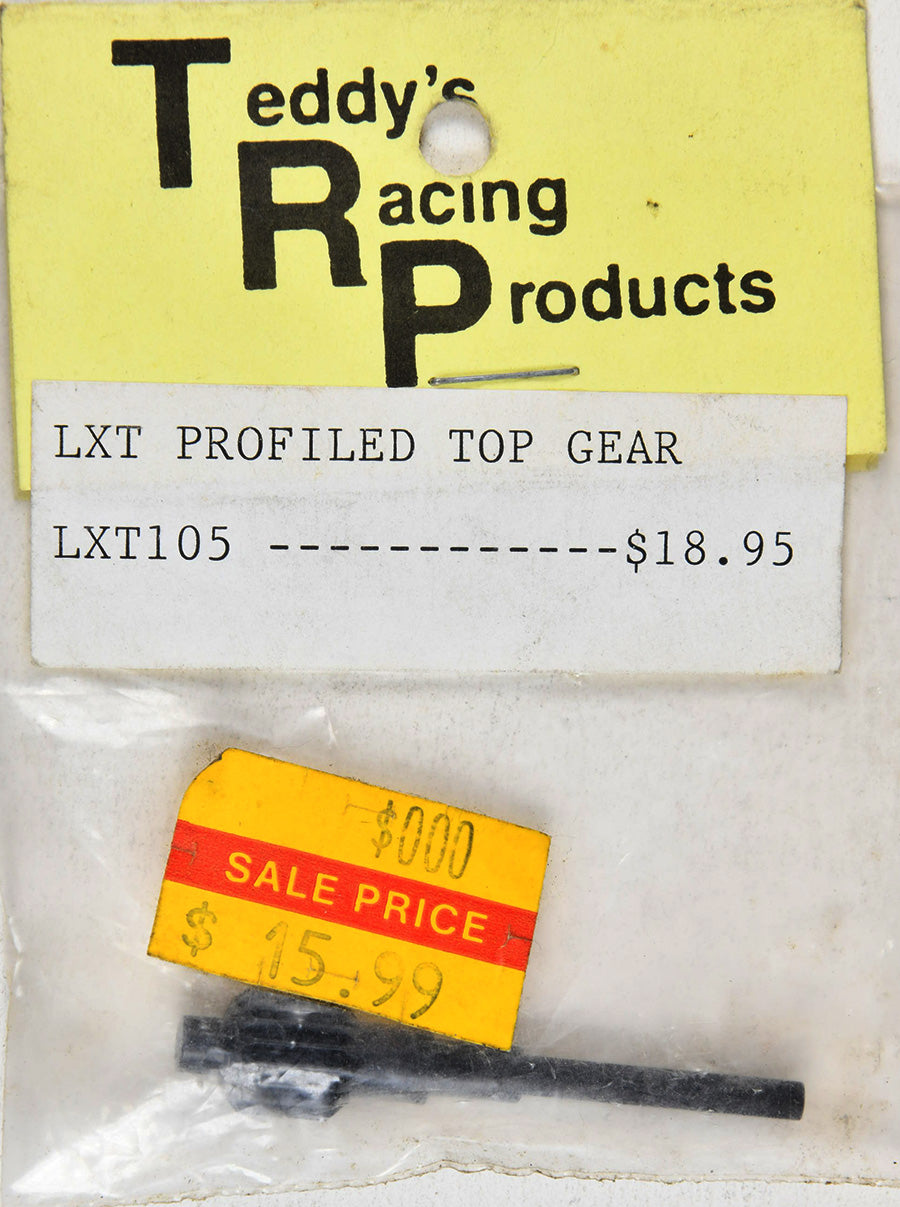 Teddy's
Racing
Products
LXT PROFILED TOP GEAR
LXT105 ------------$18.95
$000
SALE PRICE
$ 15.99